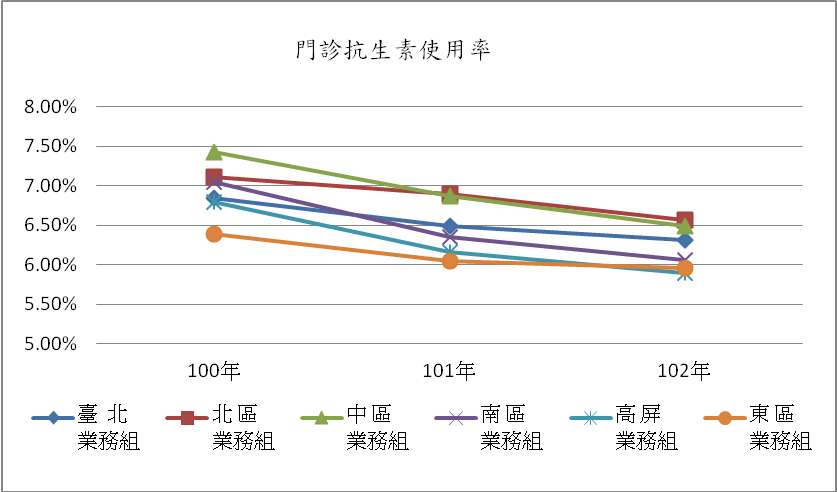 門診抗生素使用率
8.00%
7.50%
7.00%
6.50%
6.00%
5.50%
5.00%
100年 101年 102年
臺 北 北 區 中 區 南 區 高 屏 東 區
業務組 業務組 業務組 業務組 業務組 業務組